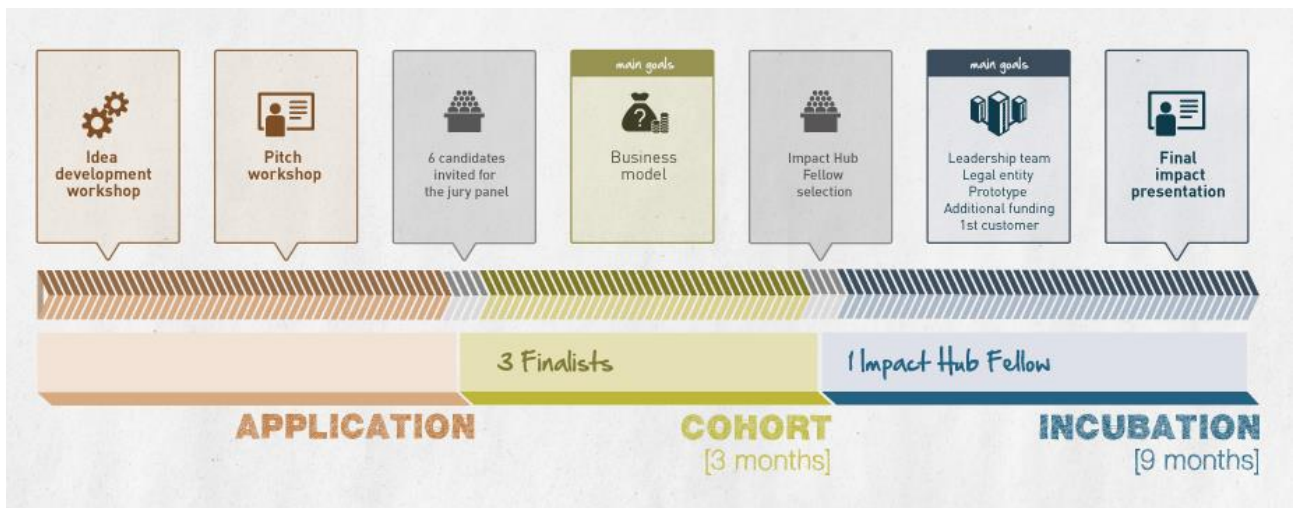 Idea
development
workshop
Pitch
workshop
6 candidates
invited for
the jury panel
main goals
?
Business
model
Impact Hub
Fellow
selection
main goals
Leadership team
Legal entity
Prototype
Additional funding
1st customer
Final
impact
presentation
3 Finalists
1 Impact Hub Fellow
APPLICATION
COHORT
[3 months]
INCUBATION
[9 months]